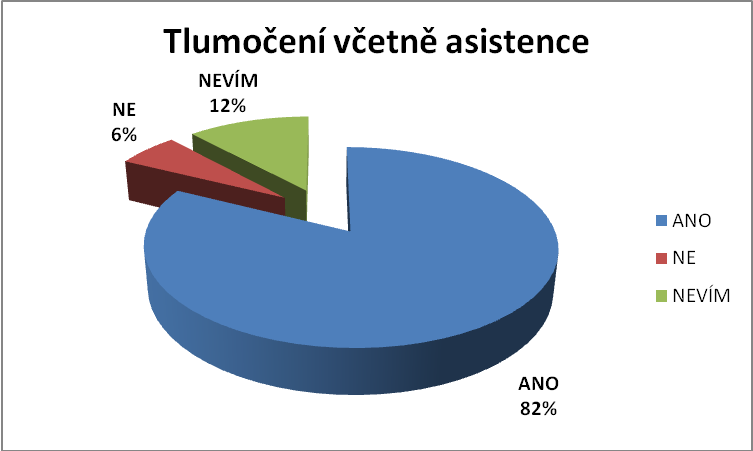 Tlumočení včetně asistence
NEVÍM
12%
NE
6%
ANO
82%
ANO
NE
NEVÍM